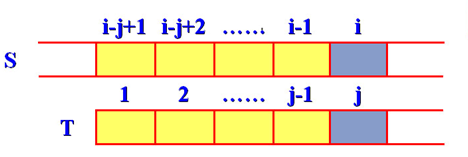 i-j+1 i-j+2 ...... i-1 i
S
1 2 ...... j-1 j
T